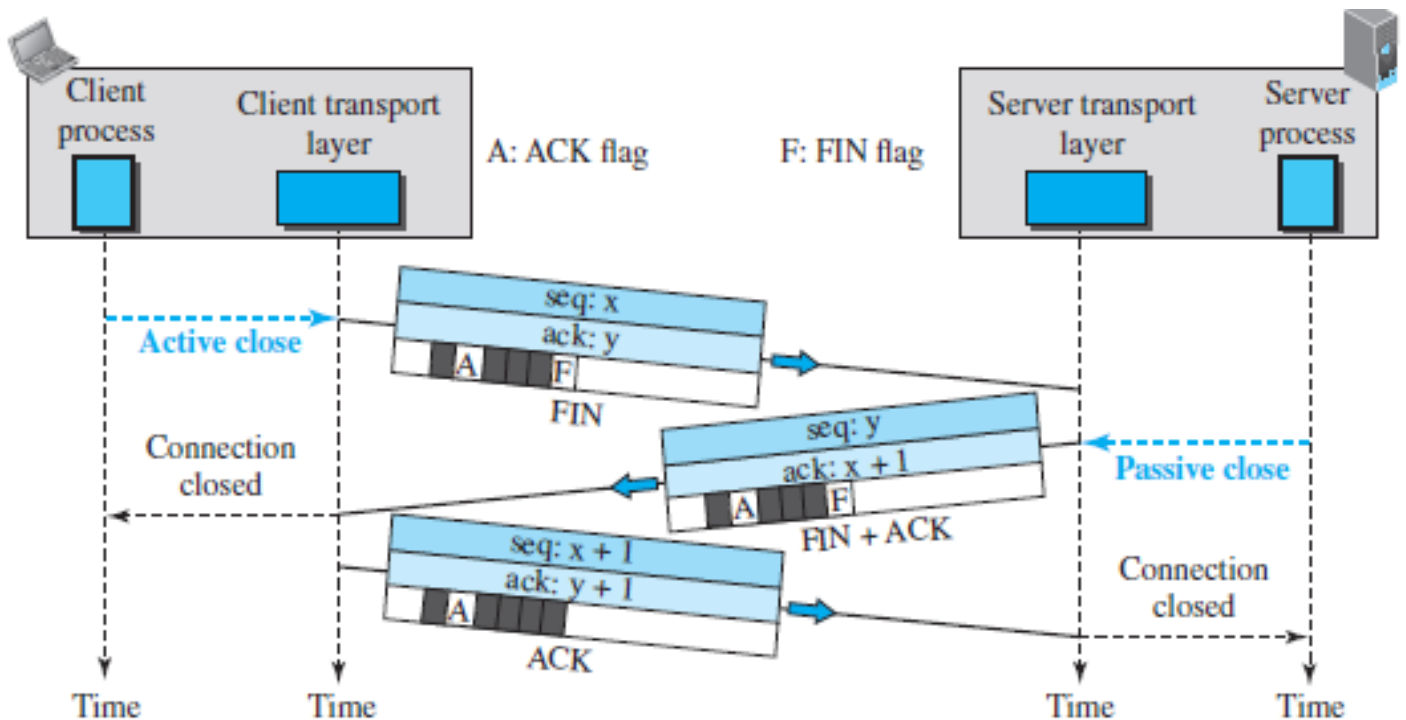 Client
process
Client transport
layer
A: ACK flag
F: FIN flag
Server transport
layer
Server
process
Active close
seq: x
ack: y
A
F
FIN
Passive close
seq: y
ack: x + 1
A
F
FIN + ACK
Connection
closed
seq: x + 1
ack: y + 1
A
ACK
Connection
closed
Time
Time
Time
Time